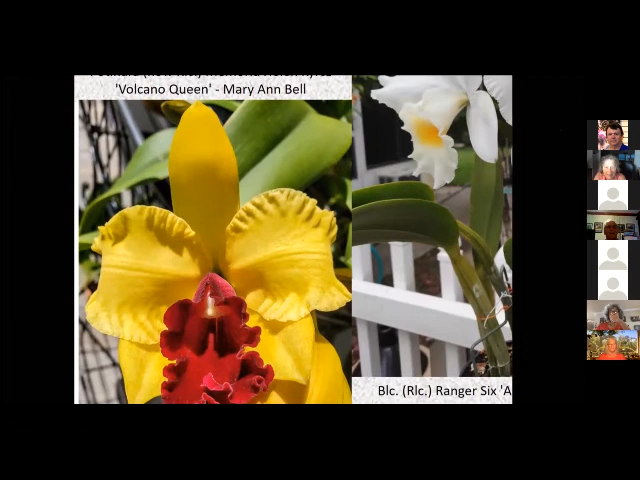 'Volcano Queen' - Mary Ann Bell
Blc. (Rlc.) Ranger Six 'A